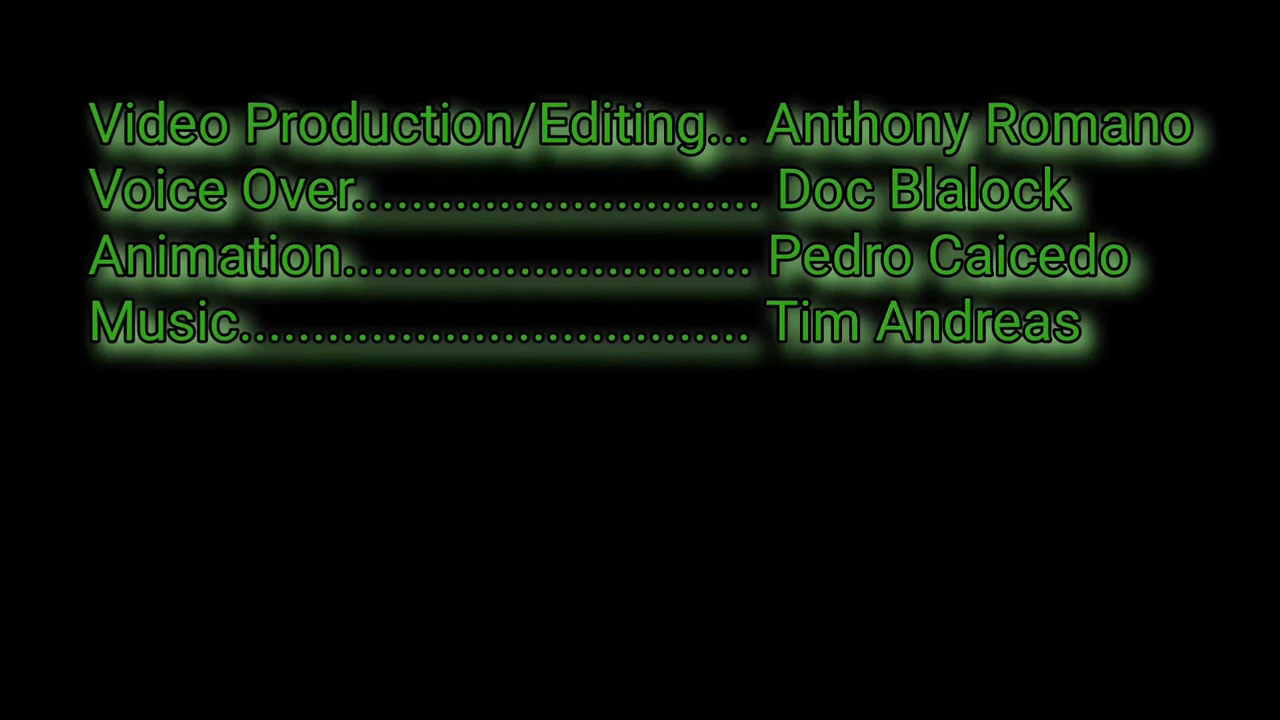 Video Production/Editing... Anthony Romano
Voice Over............................ Doc Blalock
Animation............................ Pedro Caicedo
Music................................... Tim Andreas